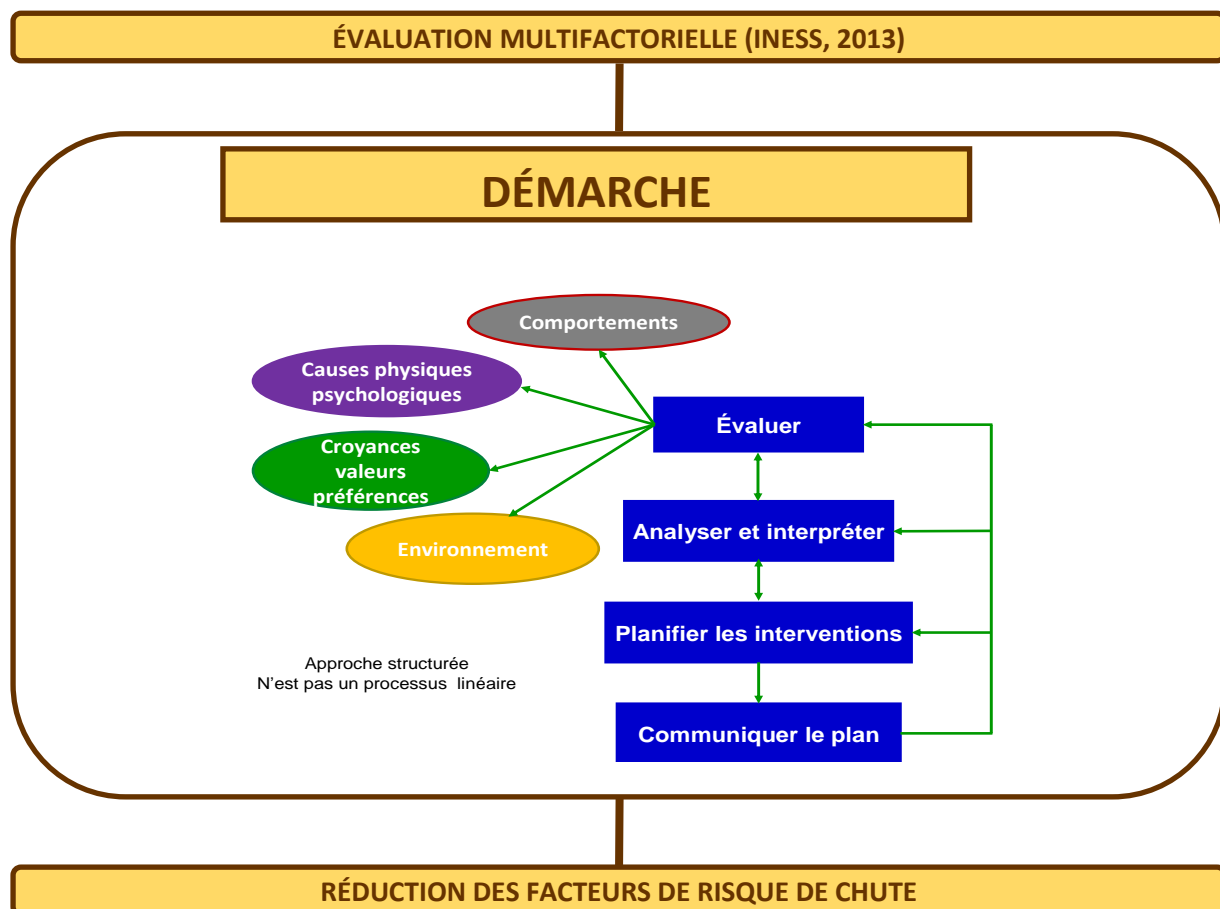 ÉVALUATION MULTIFACTORIELLE (INESS, 2013)
DÉMARCHE
Comportements
Causes physiques
psychologiques
Croyances
valeurs
préférences
Environnement
Évaluer
Analyser et interpréter
Planifier les interventions
Communiquer le plan
Approche structurée
N'est pas un processus linéaire
RÉDUCTION DES FACTEURS DE RISQUE DE CHUTE